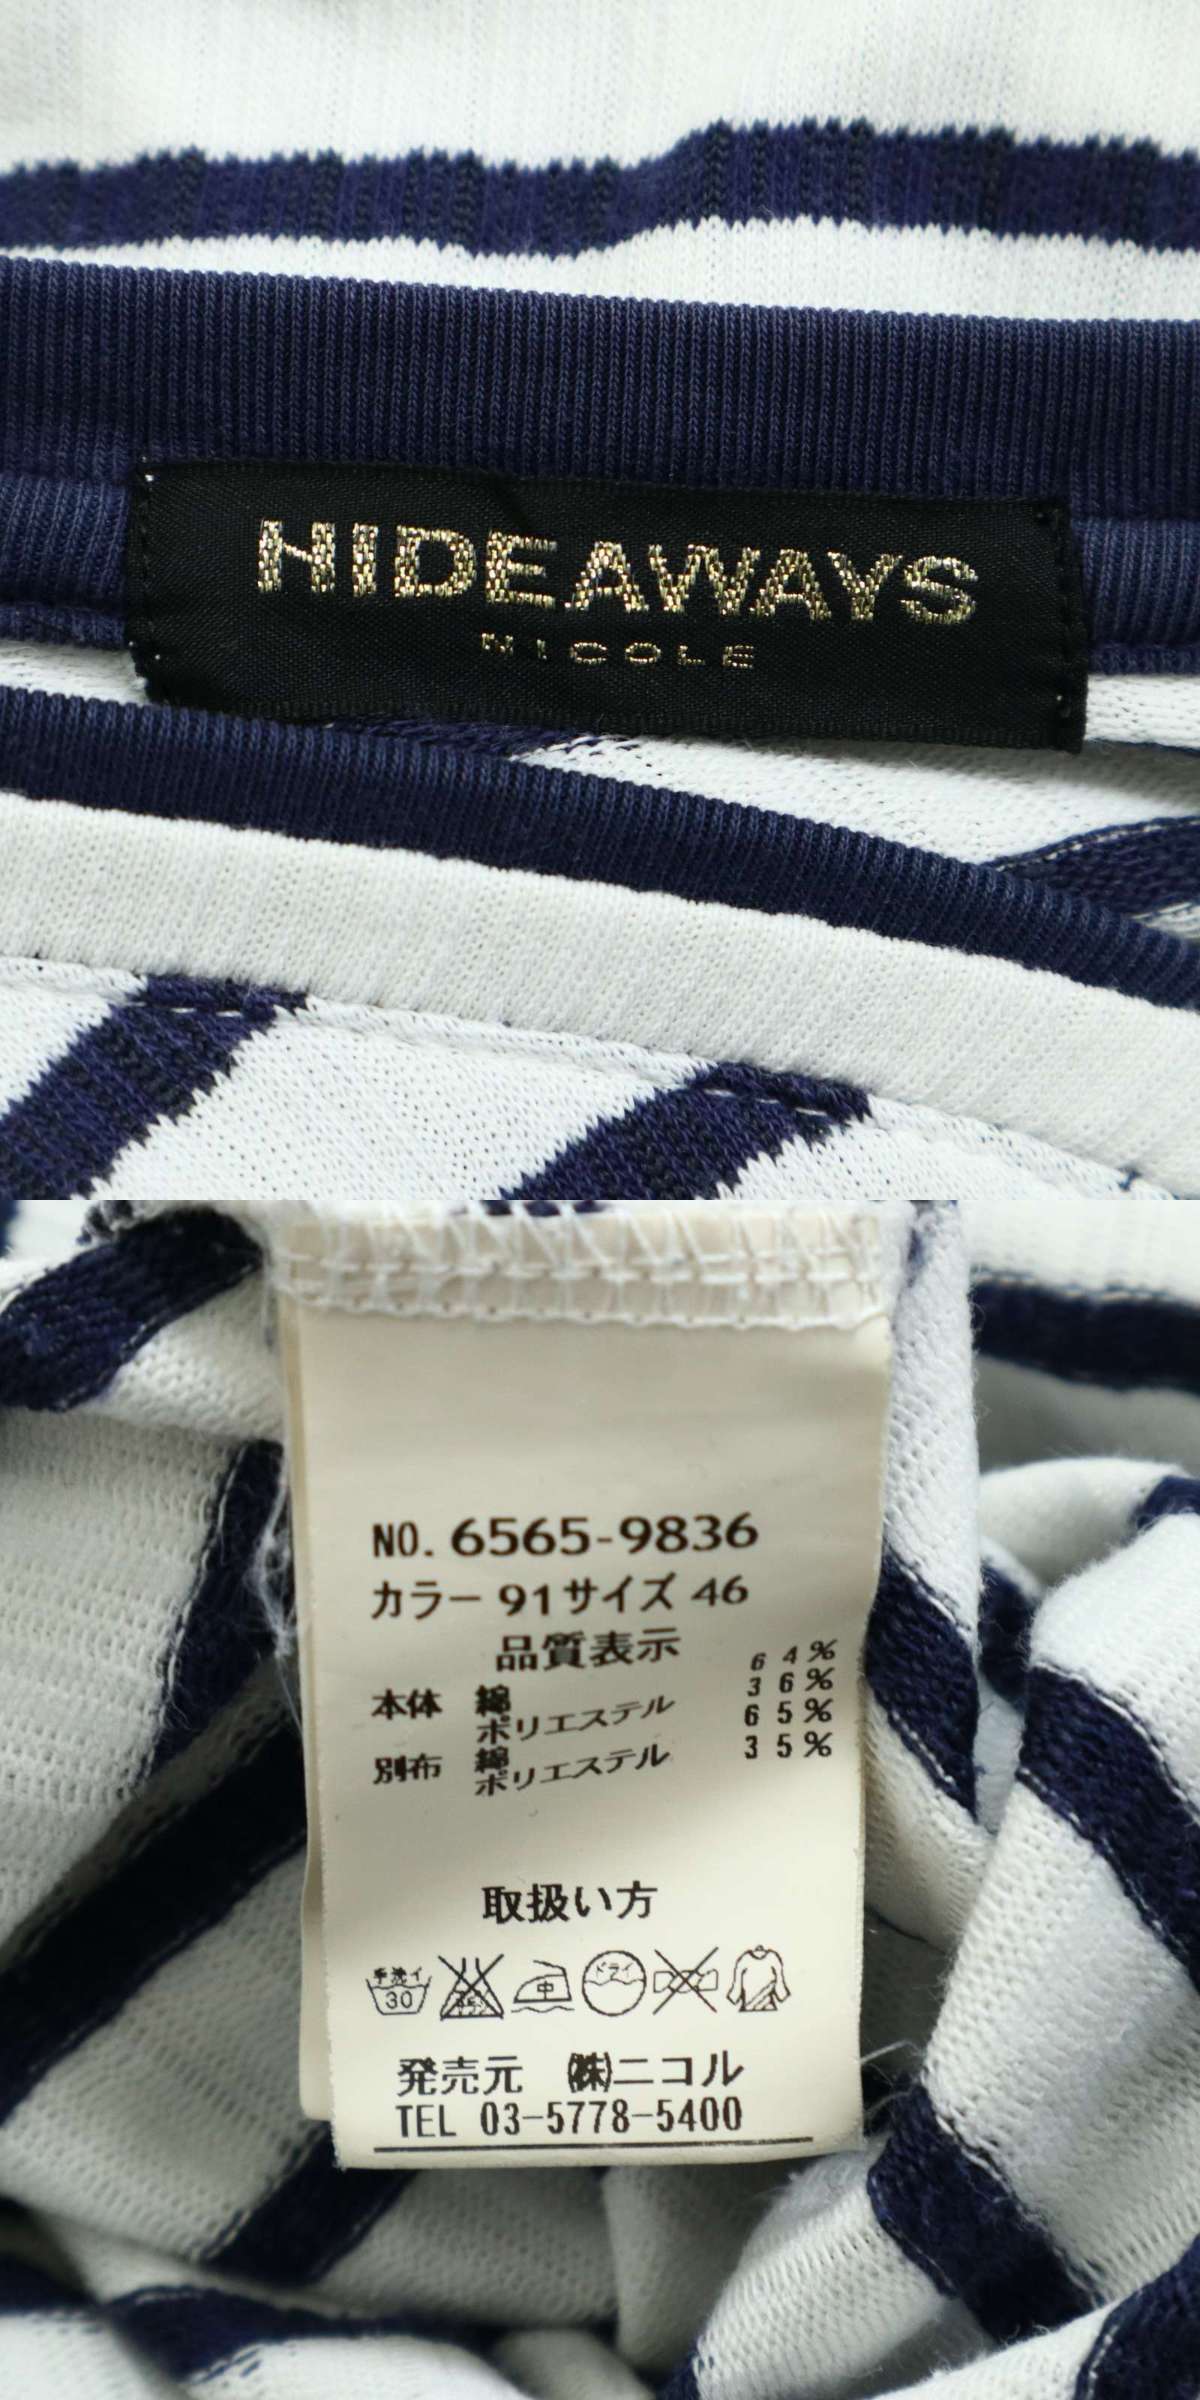 HIDEAWAYS
NICOLE
NO. 6565-9836
カラー 91 サイズ 46
品質表示
本体 綿 64%
ポリエステル 36%
別布 綿 65%
ポリエステル 35%
取扱い方
手洗イ 30 中 ドライ
発売元 ㈱ニコル
TEL 03-5778-5400